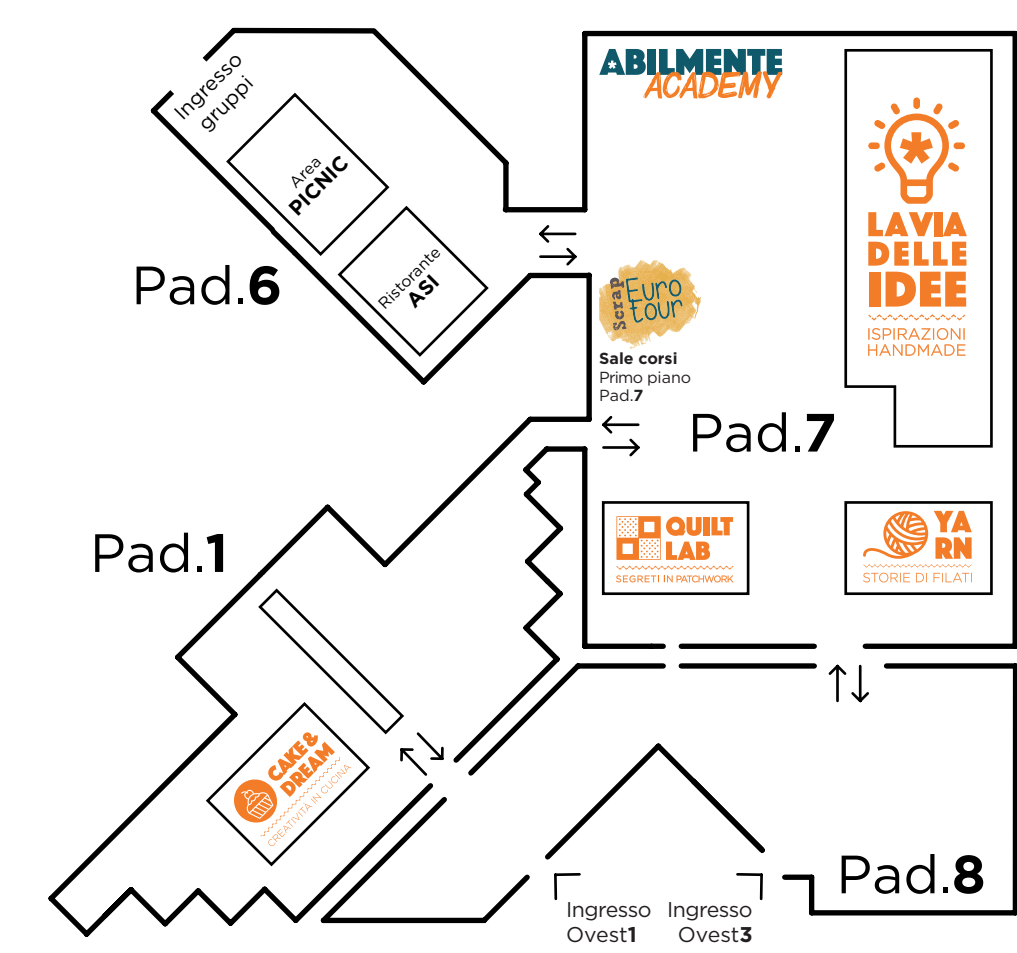 ABILMENTE
ACADEMY
Ingresso
gruppi
Area
PICNIC
Ristorante
ASI
Pad.6
LA VIA
DELLE
IDEE
ISPIRAZIONI
HANDMADE
Scrap
Euro
tour
Sale corsi
Primo piano
Pad.7
Pad.7
QUILT
LAB
SEGRETI IN PATCHWORK
YA
RN
STORIE DI FILATI
Pad.1
CAKE &
DREAM
CREATIVITÀ IN CUCINA
Pad.8
Ingresso
Ovest1
Ingresso
Ovest3